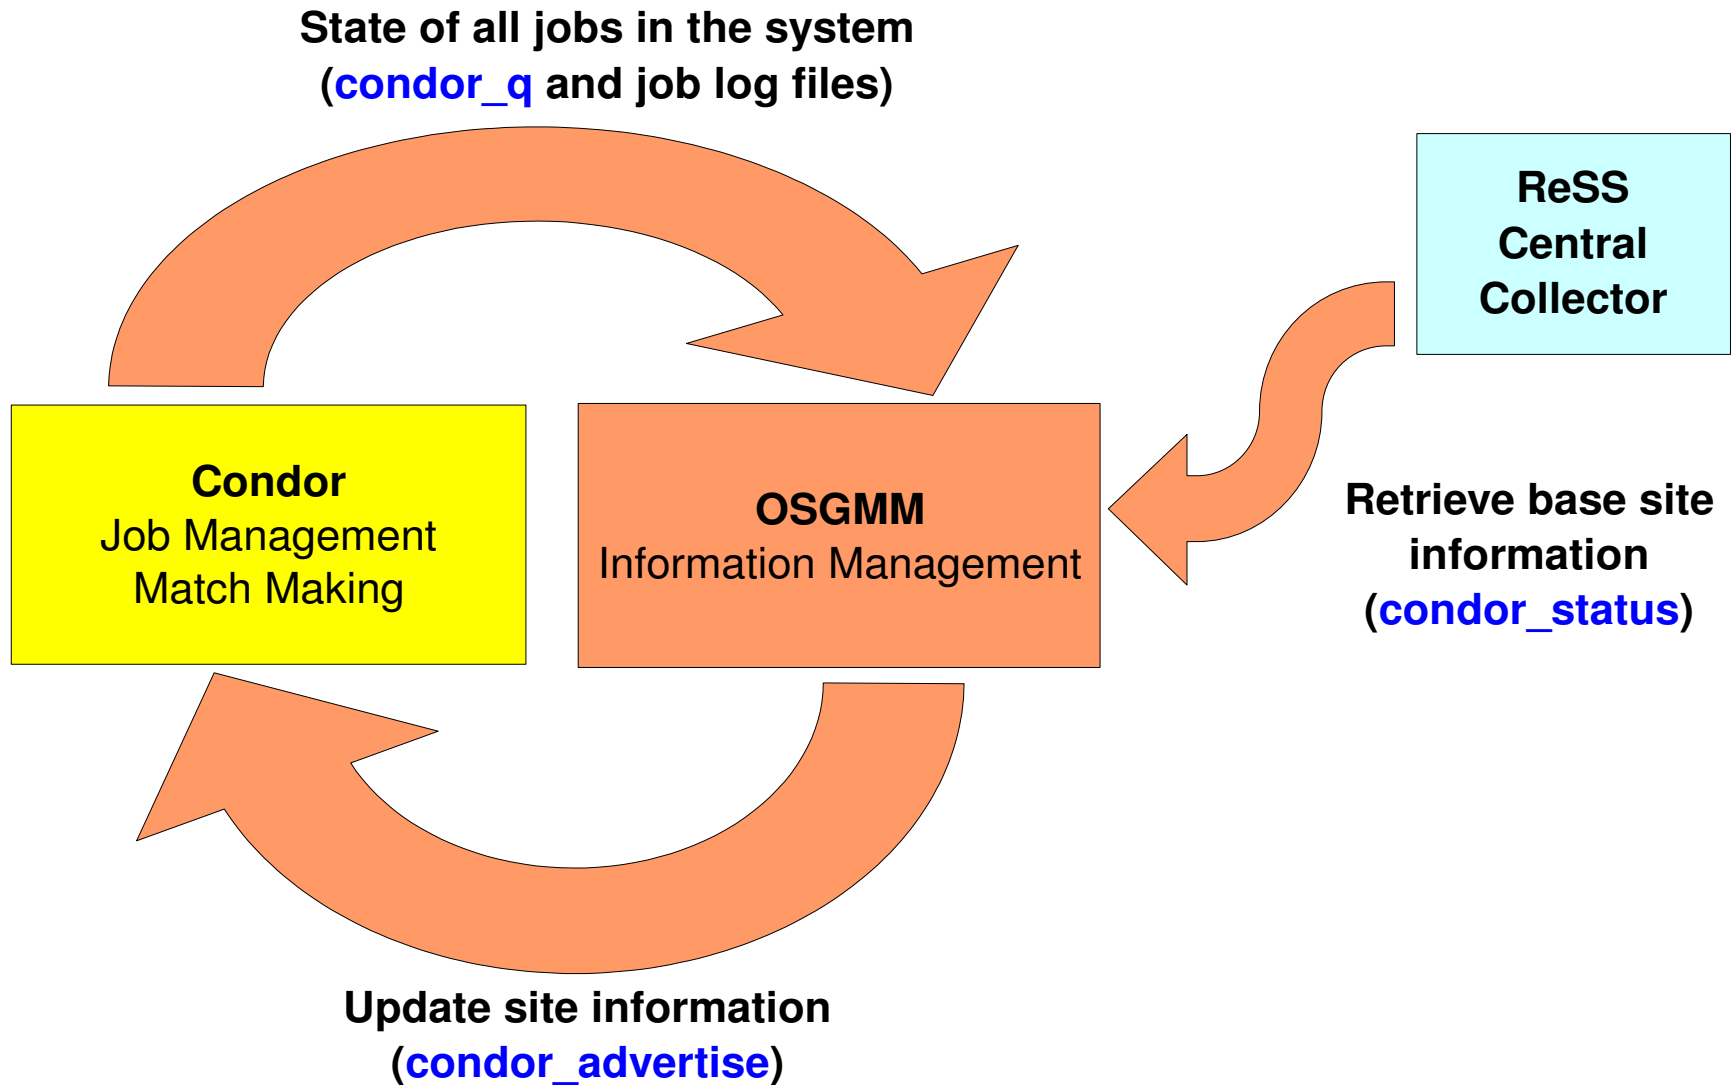 State of all jobs in the system
(condor_q and job log files)
ReSS
Central
Collector
Condor
Job Management
Match Making
OSGMM
Information Management
Retrieve base site
information
(condor_status)
Update site information
(condor_advertise)